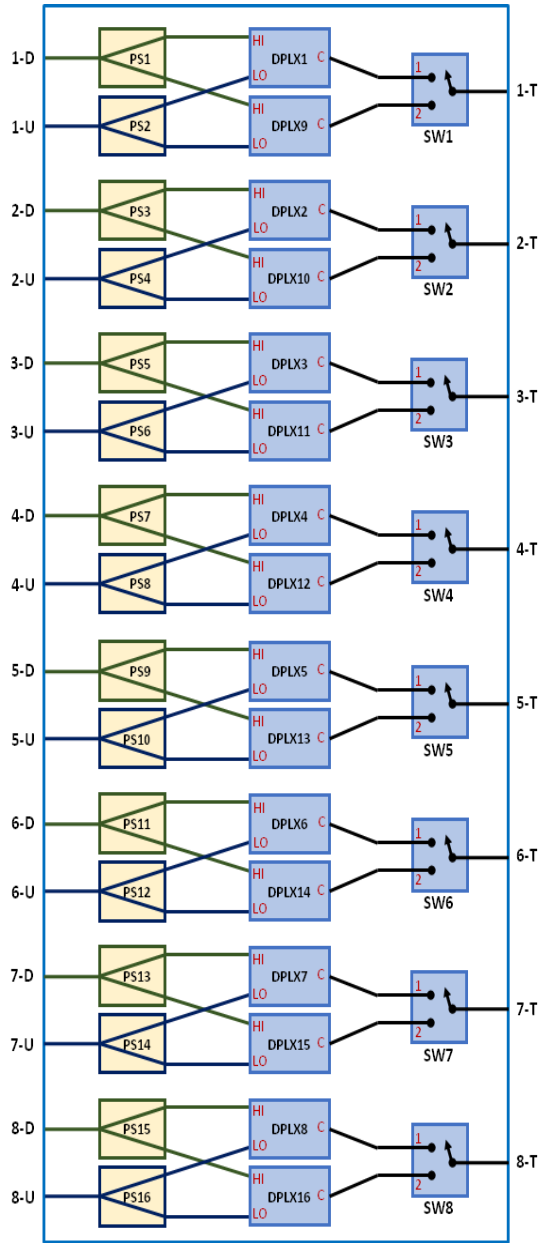 1-D PS1 HI DPLX1 C 1 1-T
LO
1-U PS2 HI DPLX9 C 2 SW1
LO
2-D PS3 HI DPLX2 C 1 2-T
LO
2-U PS4 HI DPLX10 C 2 SW2
LO
3-D PS5 HI DPLX3 C 1 3-T
LO
3-U PS6 HI DPLX11 C 2 SW3
LO
4-D PS7 HI DPLX4 C 1 4-T
LO
4-U PS8 HI DPLX12 C 2 SW4
LO
5-D PS9 HI DPLX5 C 1 5-T
LO
5-U PS10 HI DPLX13 C 2 SW5
LO
6-D PS11 HI DPLX6 C 1 6-T
LO
6-U PS12 HI DPLX14 C 2 SW6
LO
7-D PS13 HI DPLX7 C 1 7-T
LO
7-U PS14 HI DPLX15 C 2 SW7
LO
8-D PS15 HI DPLX8 C 1 8-T
LO
8-U PS16 HI DPLX16 C 2 SW8
LO